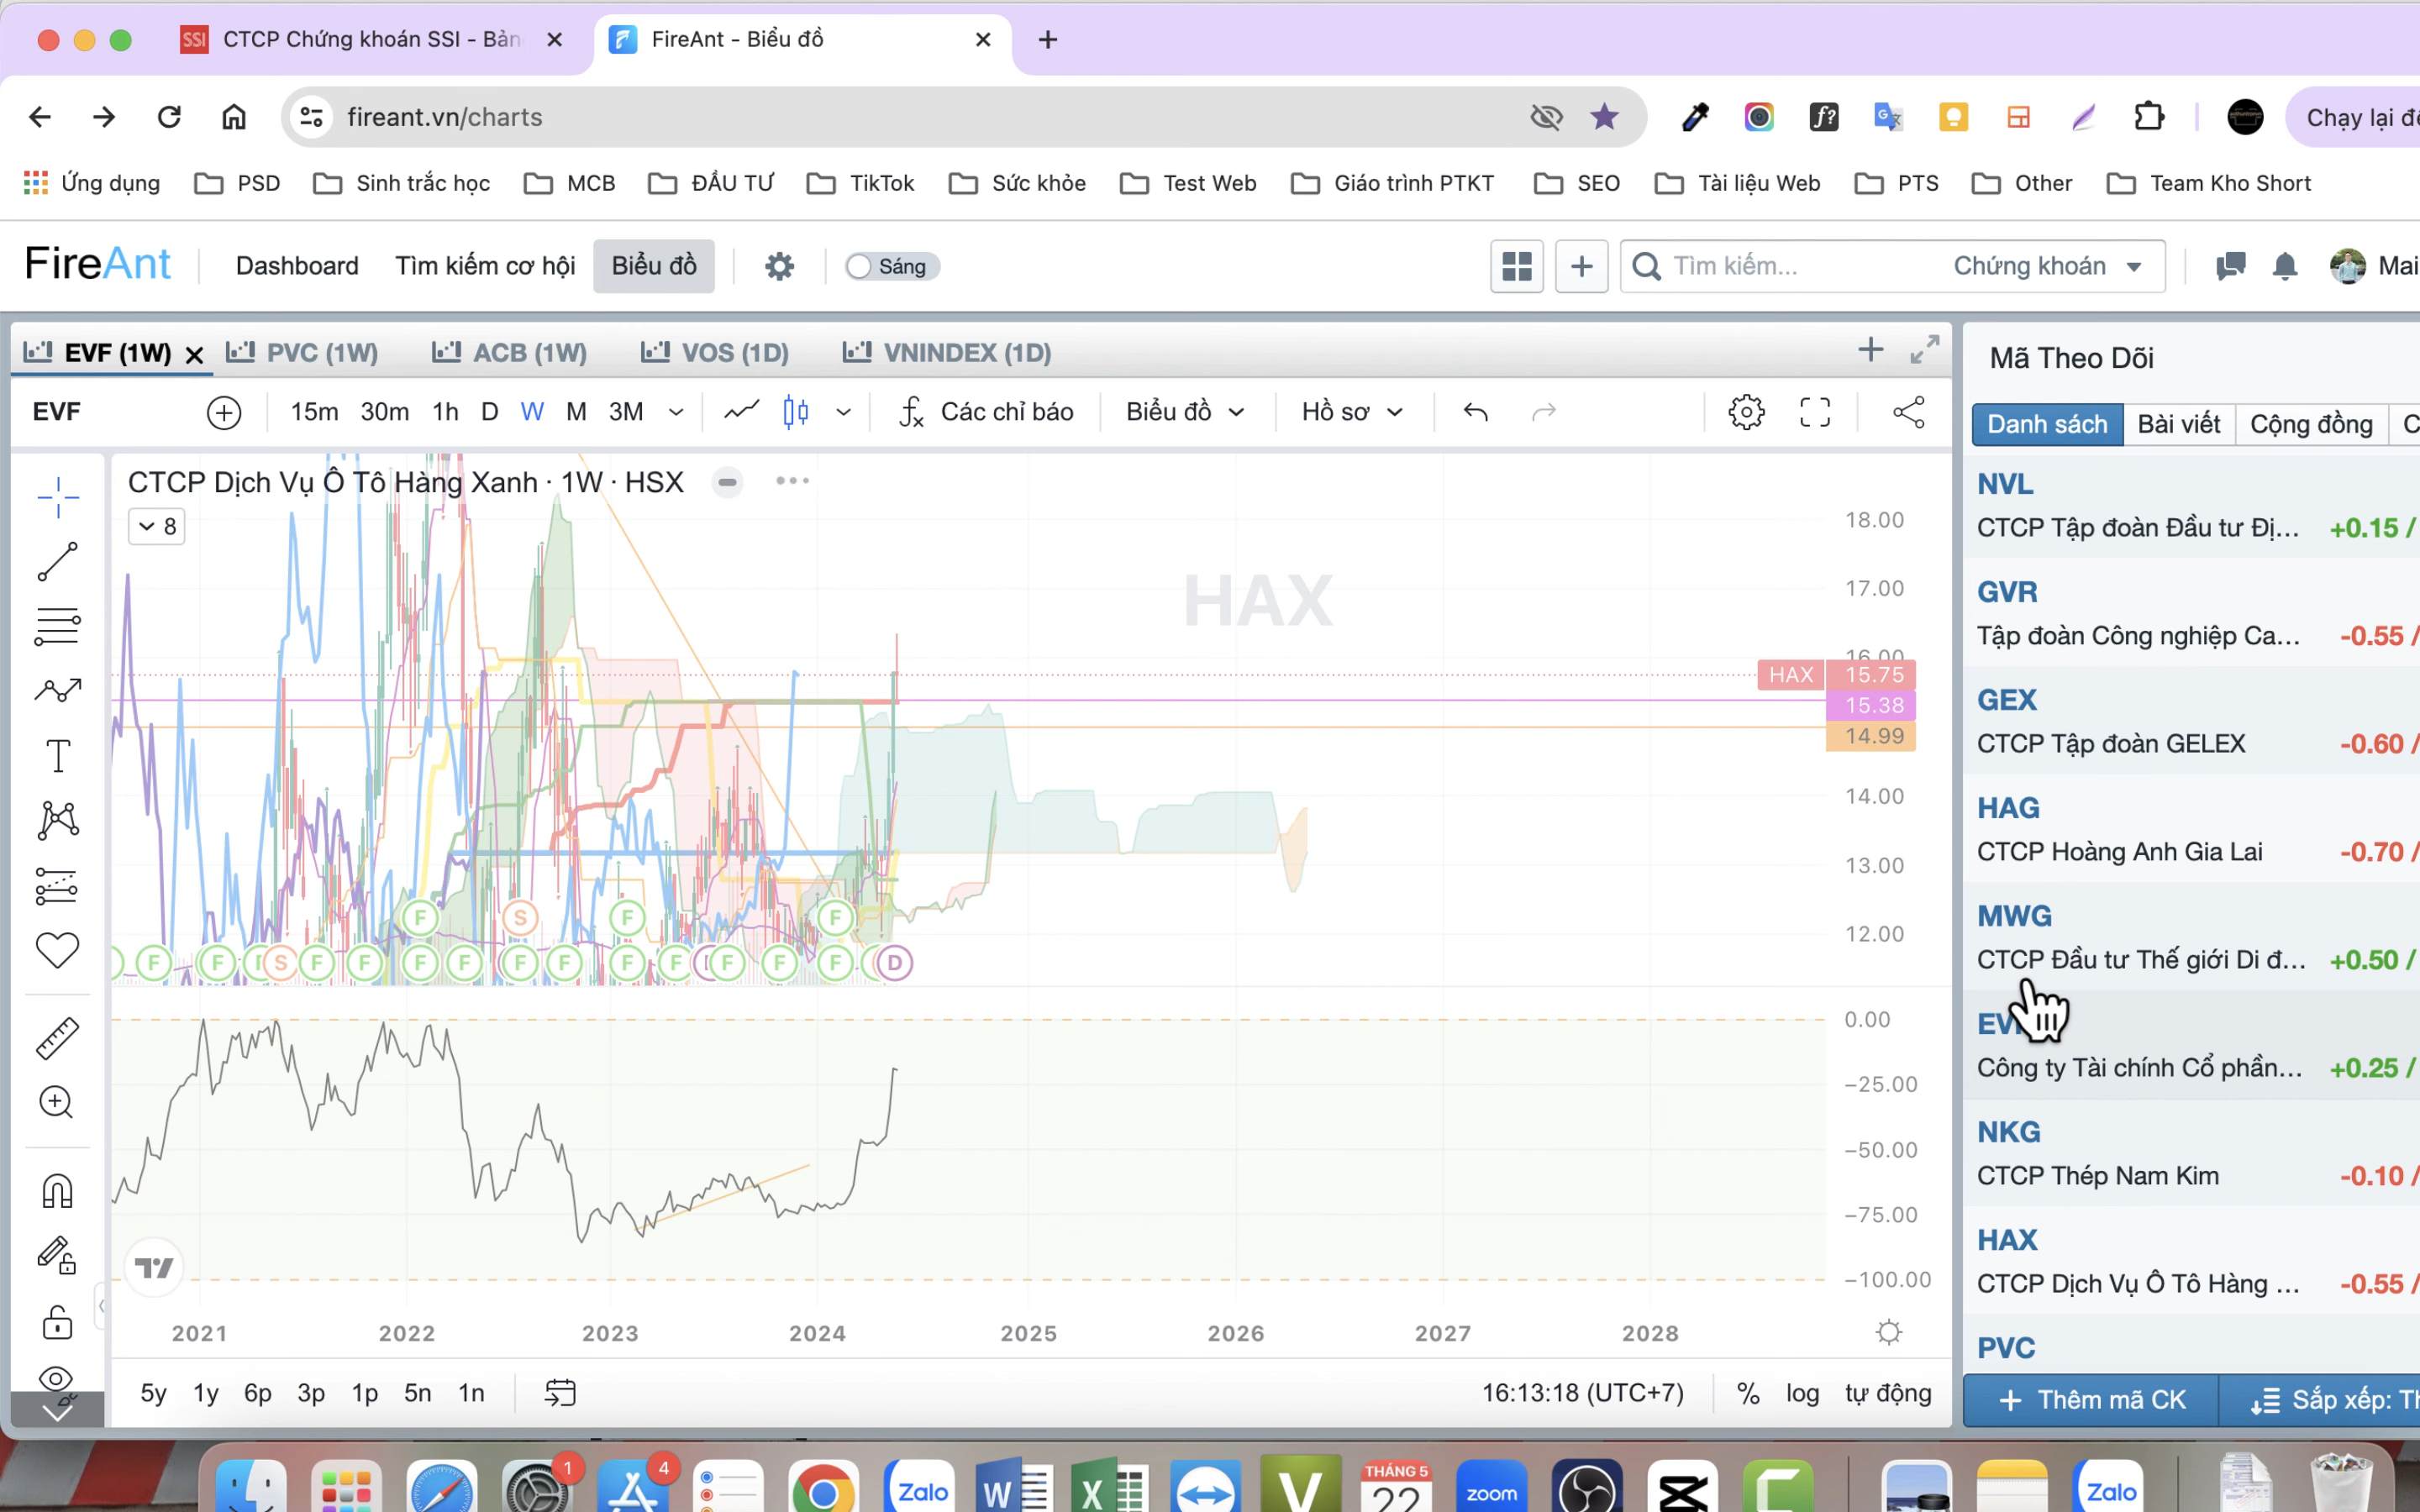 SSI CTCP Chứng khoán SSI - Bản
FireAnt - Biểu đồ
fireant.vn/charts
Chạy lại để
Ứng dụng
PSD
Sinh trắc học
MCB
ĐẦU TƯ
TikTok
Sức khỏe
Test Web
Giáo trình PTKT
SEO
Tài liệu Web
PTS
Other
Team Kho Short
FireAnt
Dashboard
Tìm kiếm cơ hội
Biểu đồ
Sáng
Tìm kiếm...
Chứng khoán
Mai
EVF (1W)
PVC (1W)
ACB (1W)
VOS (1D)
VNINDEX (1D)
Mã Theo Dõi
EVF
15m 30m 1h D W M 3M
Các chỉ báo
Biểu đồ
Hồ sơ
Danh sách
Bài viết
Cộng đồng
CTCP Dịch Vụ Ô Tô Hàng Xanh · 1W · HSX
8
HAX
18.00
17.00
16.00
HAX 15.75
15.38
14.99
14.00
13.00
12.00
F S F F
F F F S F F F F F F F F F F F D
0.00
−25.00
−50.00
−75.00
−100.00
2021 2022 2023 2024 2025 2026 2027 2028
5y 1y 6p 3p 1p 5n 1n
16:13:18 (UTC+7)
% log tự động
NVL
CTCP Tập đoàn Đầu tư Đị... +0.15 /
GVR
Tập đoàn Công nghiệp Ca... -0.55 /
GEX
CTCP Tập đoàn GELEX -0.60 /
HAG
CTCP Hoàng Anh Gia Lai -0.70 /
MWG
CTCP Đầu tư Thế giới Di đ... +0.50 /
Công ty Tài chính Cổ phần... +0.25 /
NKG
CTCP Thép Nam Kim -0.10 /
HAX
CTCP Dịch Vụ Ô Tô Hàng ... -0.55 /
PVC
Thêm mã CK
Sắp xếp:
1
4
Zalo
W
X
V
THÁNG 5
22
zoom
Zalo